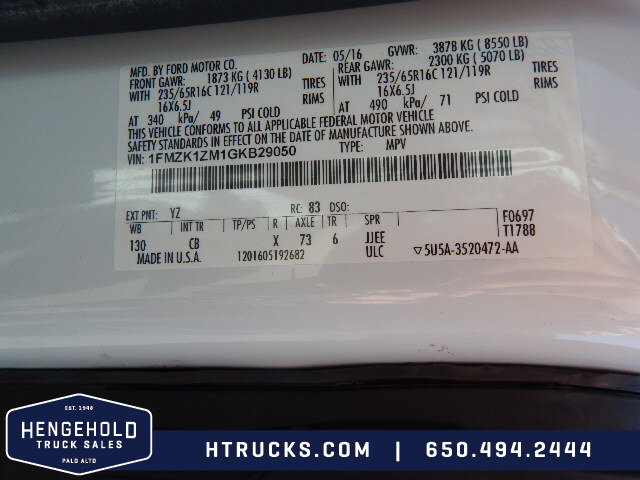 MFD. BY FORD MOTOR CO.
DATE: 05/16 GVWR: 3878 KG (8550 LB)
FRONT GAWR: 1873 KG (4130 LB)
REAR GAWR: 2300 KG (5070 LB)
WITH 235/65R16C 121/119R TIRES
WITH 235/65R16C 121/119R TIRES
16X6.5J RIMS
16X6.5J RIMS
AT 340 kPa/ 49 PSI COLD
AT 490 kPa/ 71 PSI COLD
THIS VEHICLE CONFORMS TO ALL APPLICABLE FEDERAL MOTOR VEHICLE
SAFETY STANDARDS IN EFFECT ON THE DATE OF MANUFACTURE SHOWN ABOVE.
VIN: 1FMZK1ZM1GKB29050 TYPE: MPV
EXT PNT: YZ RC: 83 DSO: F0697
WB INT TR TP/PS R AXLE TR SPR T1788
130 CB X 73 6 JJEE
MADE IN U.S.A. 1201605192682 ULC ▽5U5A-3520472-AA
EST. 1940
HENGEHOLD
TRUCK SALES
PALO ALTO
HTRUCKS.COM | 650.494.2444